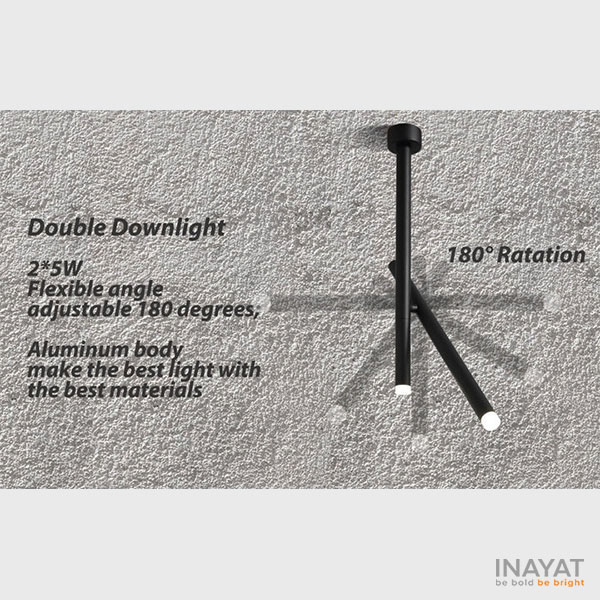 Double Downlight
2*5W
Flexible angle
adjustable 180 degrees,
Aluminum body
make the best light with
the best materials
180° Ratation
INAYAT
be bold be bright